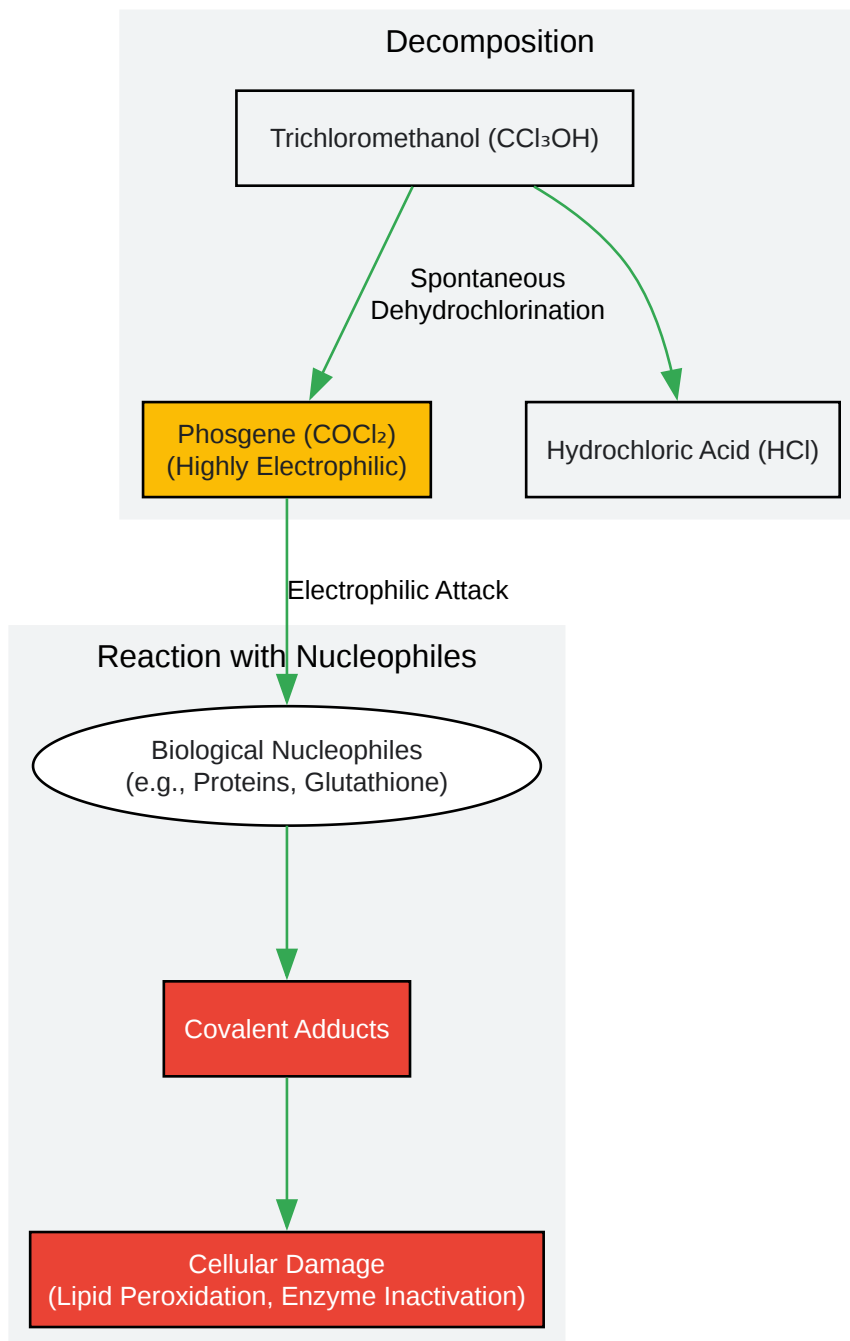 Decomposition
Trichloromethanol (CCl₃OH)
Spontaneous
Dehydrochlorination
Phosgene (COCl₂)
(Highly Electrophilic)
Hydrochloric Acid (HCl)
Electrophilic Attack
Reaction with Nucleophiles
Biological Nucleophiles
(e.g., Proteins, Glutathione)
Covalent Adducts
Cellular Damage
(Lipid Peroxidation, Enzyme Inactivation)